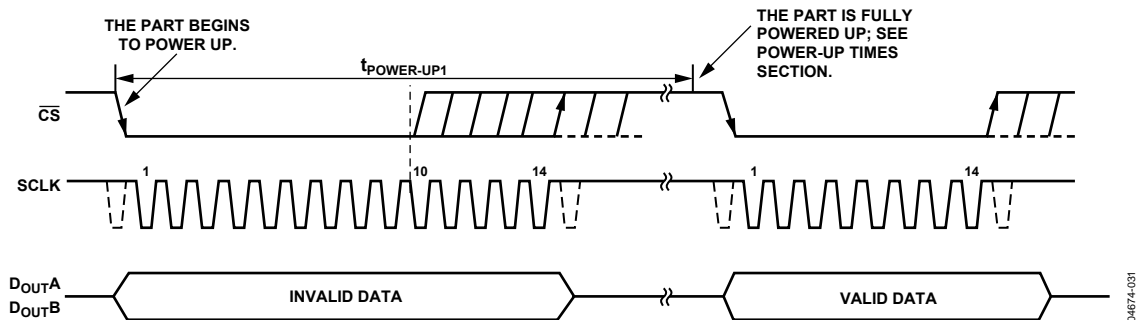 THE PART BEGINS
TO POWER UP.
THE PART IS FULLY
POWERED UP; SEE
POWER-UP TIMES
SECTION.
tPOWER-UP1
CS
SCLK
1
10
14
1
14
DOUTA
DOUTB
INVALID DATA
VALID DATA
04674-031